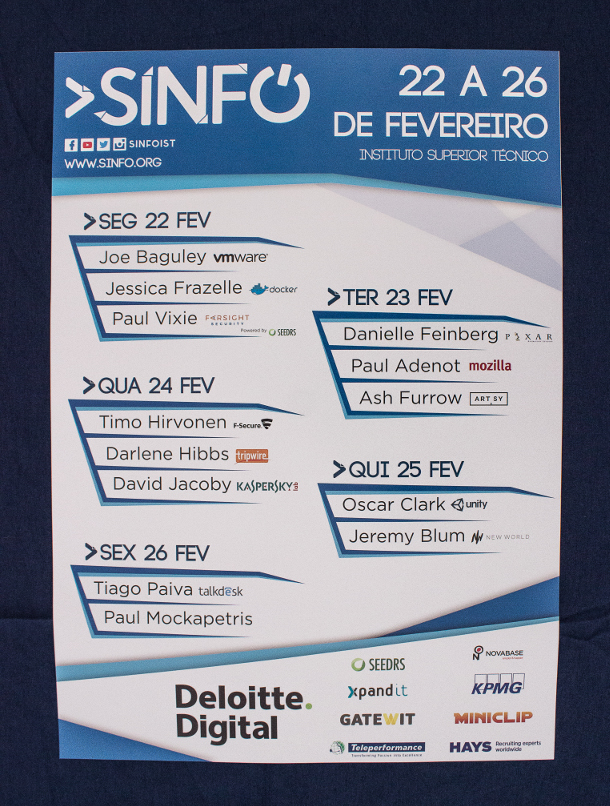 >SINFO
22 A 26
DE FEVEREIRO
INSTITUTO SUPERIOR TÉCNICO
SINFOIST
WWW.SINFO.ORG
>SEG 22 FEV
Joe Baguley vmware
Jessica Frazelle docker
Paul Vixie FARSIGHT SECURITY
Powered by SEEDRS
>TER 23 FEV
Danielle Feinberg PIXAR
Paul Adenot mozilla
Ash Furrow ARTSY
>QUA 24 FEV
Timo Hirvonen F-Secure.
Darlene Hibbs tripwire
David Jacoby KASPERSKY lab
>QUI 25 FEV
Oscar Clark unity
Jeremy Blum NEW WORLD
>SEX 26 FEV
Tiago Paiva talkdesk
Paul Mockapetris
Deloitte.
Digital
SEEDRS
NOVABASE
xpandit
KPMG
GATEWIT
MINICLIP
Teleperformance
HAYS Recruiting experts
worldwide